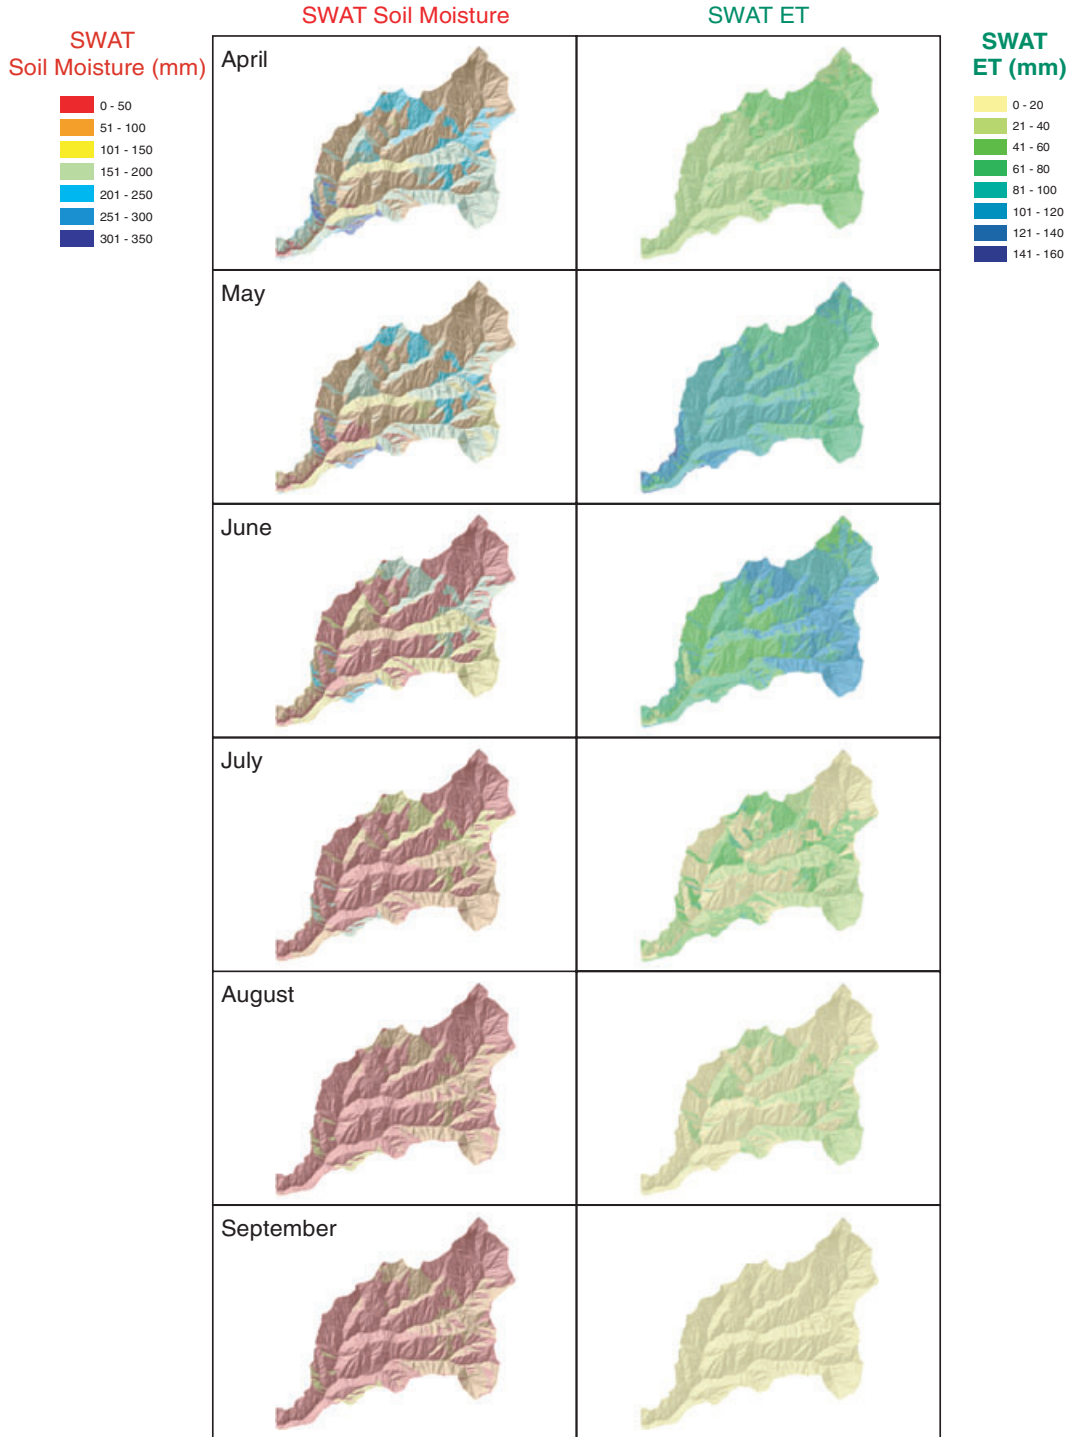 SWAT Soil Moisture
SWAT ET
SWAT
Soil Moisture (mm)
0 - 50
51 - 100
101 - 150
151 - 200
201 - 250
251 - 300
301 - 350
SWAT
ET (mm)
0 - 20
21 - 40
41 - 60
61 - 80
81 - 100
101 - 120
121 - 140
141 - 160
April
May
June
July
August
September